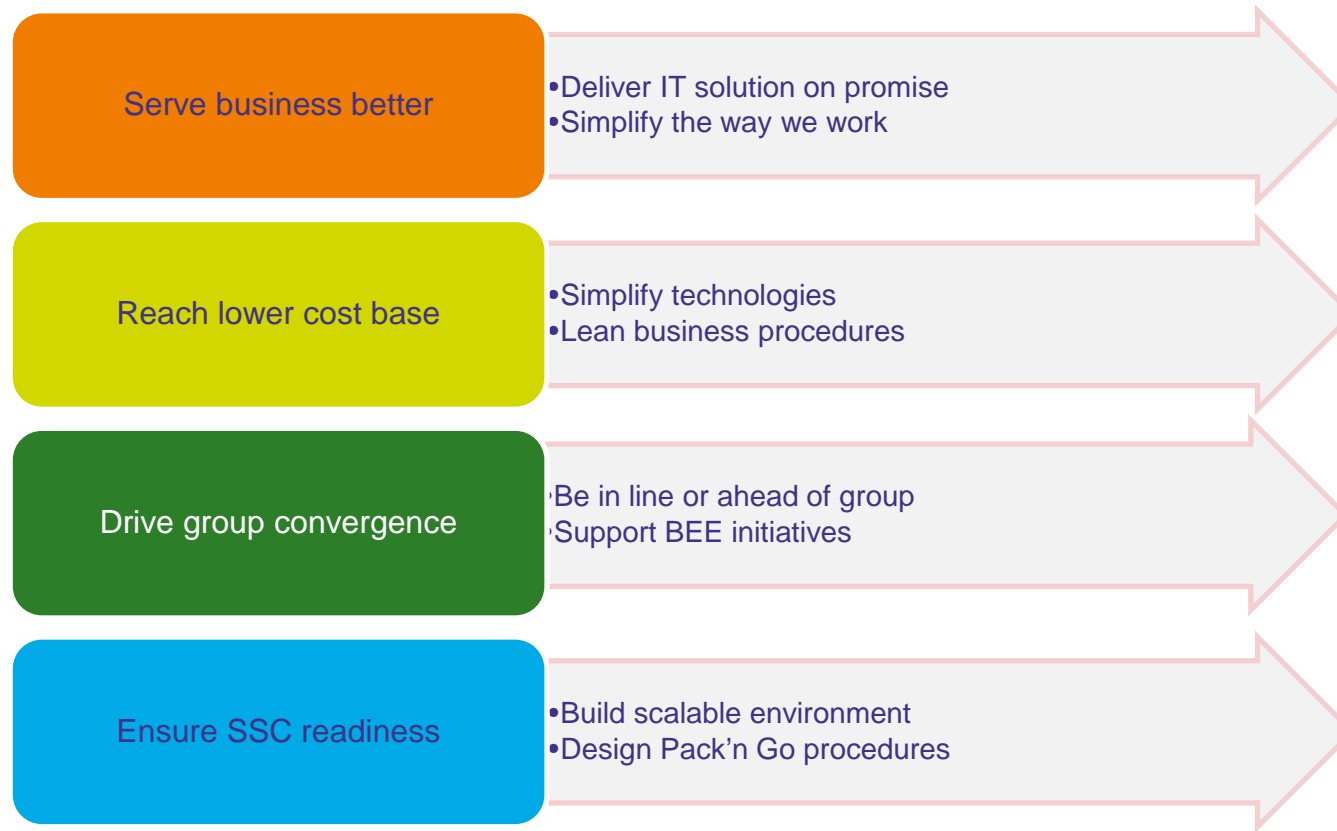 Serve business better
•Deliver IT solution on promise
•Simplify the way we work
Reach lower cost base
•Simplify technologies
•Lean business procedures
Drive group convergence
•Be in line or ahead of group
•Support BEE initiatives
Ensure SSC readiness
•Build scalable environment
•Design Pack’n Go procedures